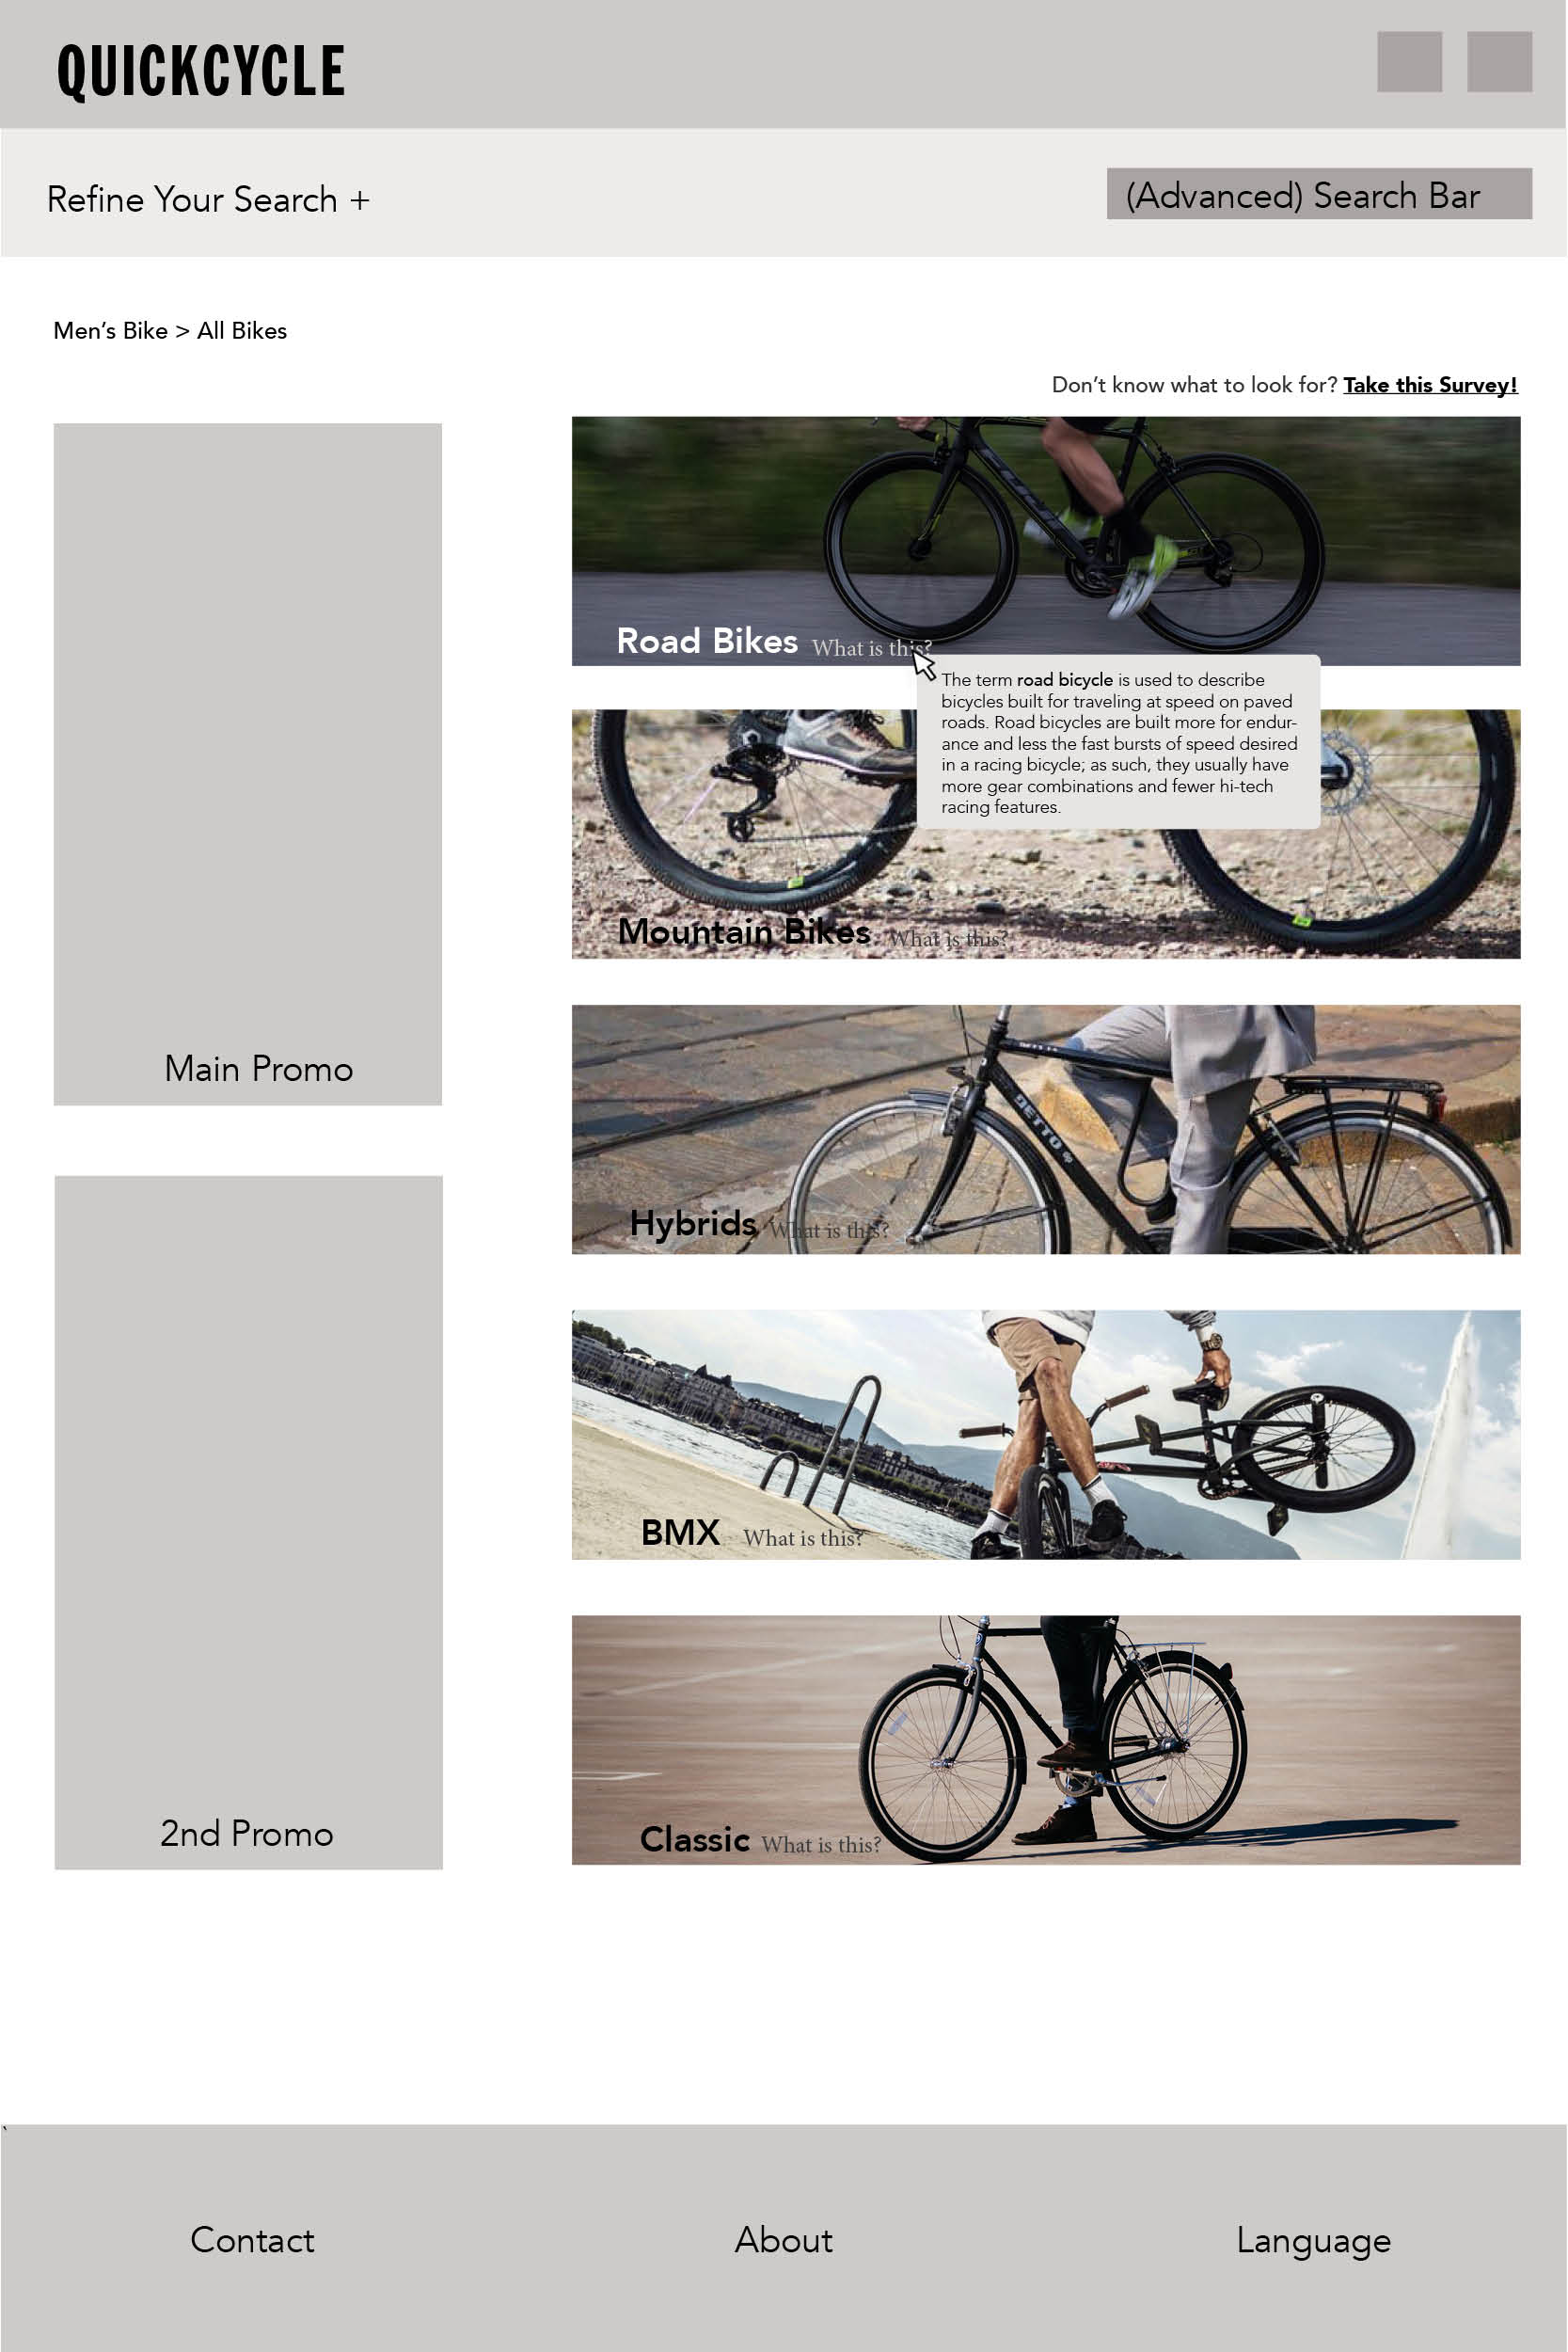 QUICKCYCLE
Refine Your Search +
(Advanced) Search Bar
Men’s Bike > All Bikes
Don’t know what to look for? Take this Survey!
Road Bikes What is this?
The term road bicycle is used to describe
bicycles built for traveling at speed on paved
roads. Road bicycles are built more for endur-
ance and less the fast bursts of speed desired
in a racing bicycle; as such, they usually have
more gear combinations and fewer hi-tech
racing features.
Mountain Bikes What is this?
Main Promo
DETTO
Hybrids What is this?
BMX What is this?
2nd Promo
Classic What is this?
`
Contact
About
Language